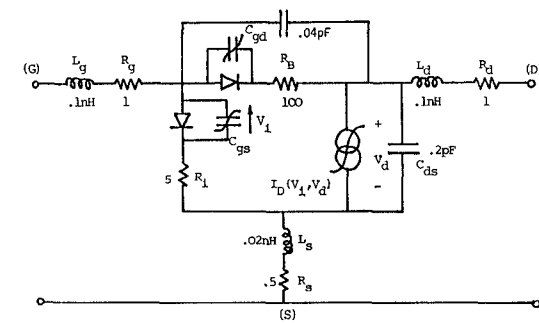 .04pF
C_gd
(G)
L_g
R_g
R_B
L_d
R_d
(D
.1nH
1
100
.1nH
1
V_i
C_gs
+
.2pF
5
R_i
V_d
C_ds
I_D(V_i,V_d)
-
.02nH
L_s
.5
R_s
(S)